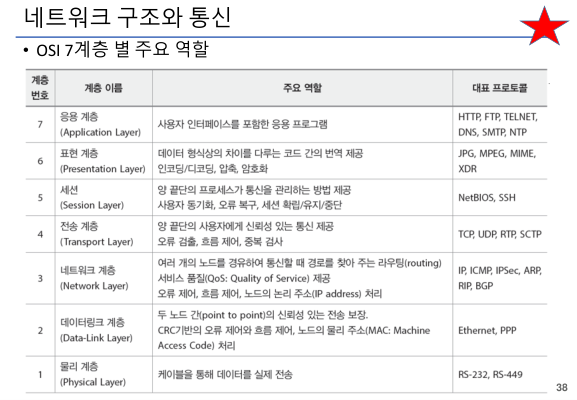 네트워크 구조와 통신
• OSI 7계층 별 주요 역할
계층 번호 계층 이름 주요 역할 대표 프로토콜
7 응용 계층 (Application Layer) 사용자 인터페이스를 포함한 응용 프로그램 HTTP, FTP, TELNET,
DNS, SMTP, NTP
6 표현 계층 (Presentation Layer) 데이터 형식상의 차이를 다루는 코드 간의 번역 제공
인코딩/디코딩, 압축, 암호화
JPG, MPEG, MIME,
XDR
5 세션 (Session Layer) 양 끝단의 프로세스가 통신을 관리하는 방법 제공
사용자 동기화, 오류 복구, 세션 확립/유지/중단
NetBIOS, SSH
4 전송 계층 (Transport Layer) 양 끝단의 사용자에게 신뢰성 있는 통신 제공
오류 검출, 흐름 제어, 중복 검사
TCP, UDP, RTP, SCTP
3 네트워크 계층 (Network Layer) 여러 개의 노드를 경유하여 통신할 때 경로를 찾아 주는 라우팅(routing)
서비스 품질(QoS: Quality of Service) 제공
오류 제어, 흐름 제어, 노드의 논리 주소(IP address) 처리
IP, ICMP, IPSec, ARP,
RIP, BGP
2 데이터링크 계층 (Data-Link Layer) 두 노드 간(point to point)의 신뢰성 있는 전송 보장.
CRC기반의 오류 제어와 흐름 제어, 노드의 물리 주소(MAC: Machine
Access Code) 처리
Ethernet, PPP
1 물리 계층 (Physical Layer) 케이블을 통해 데이터를 실제 전송 RS-232, RS-449
38